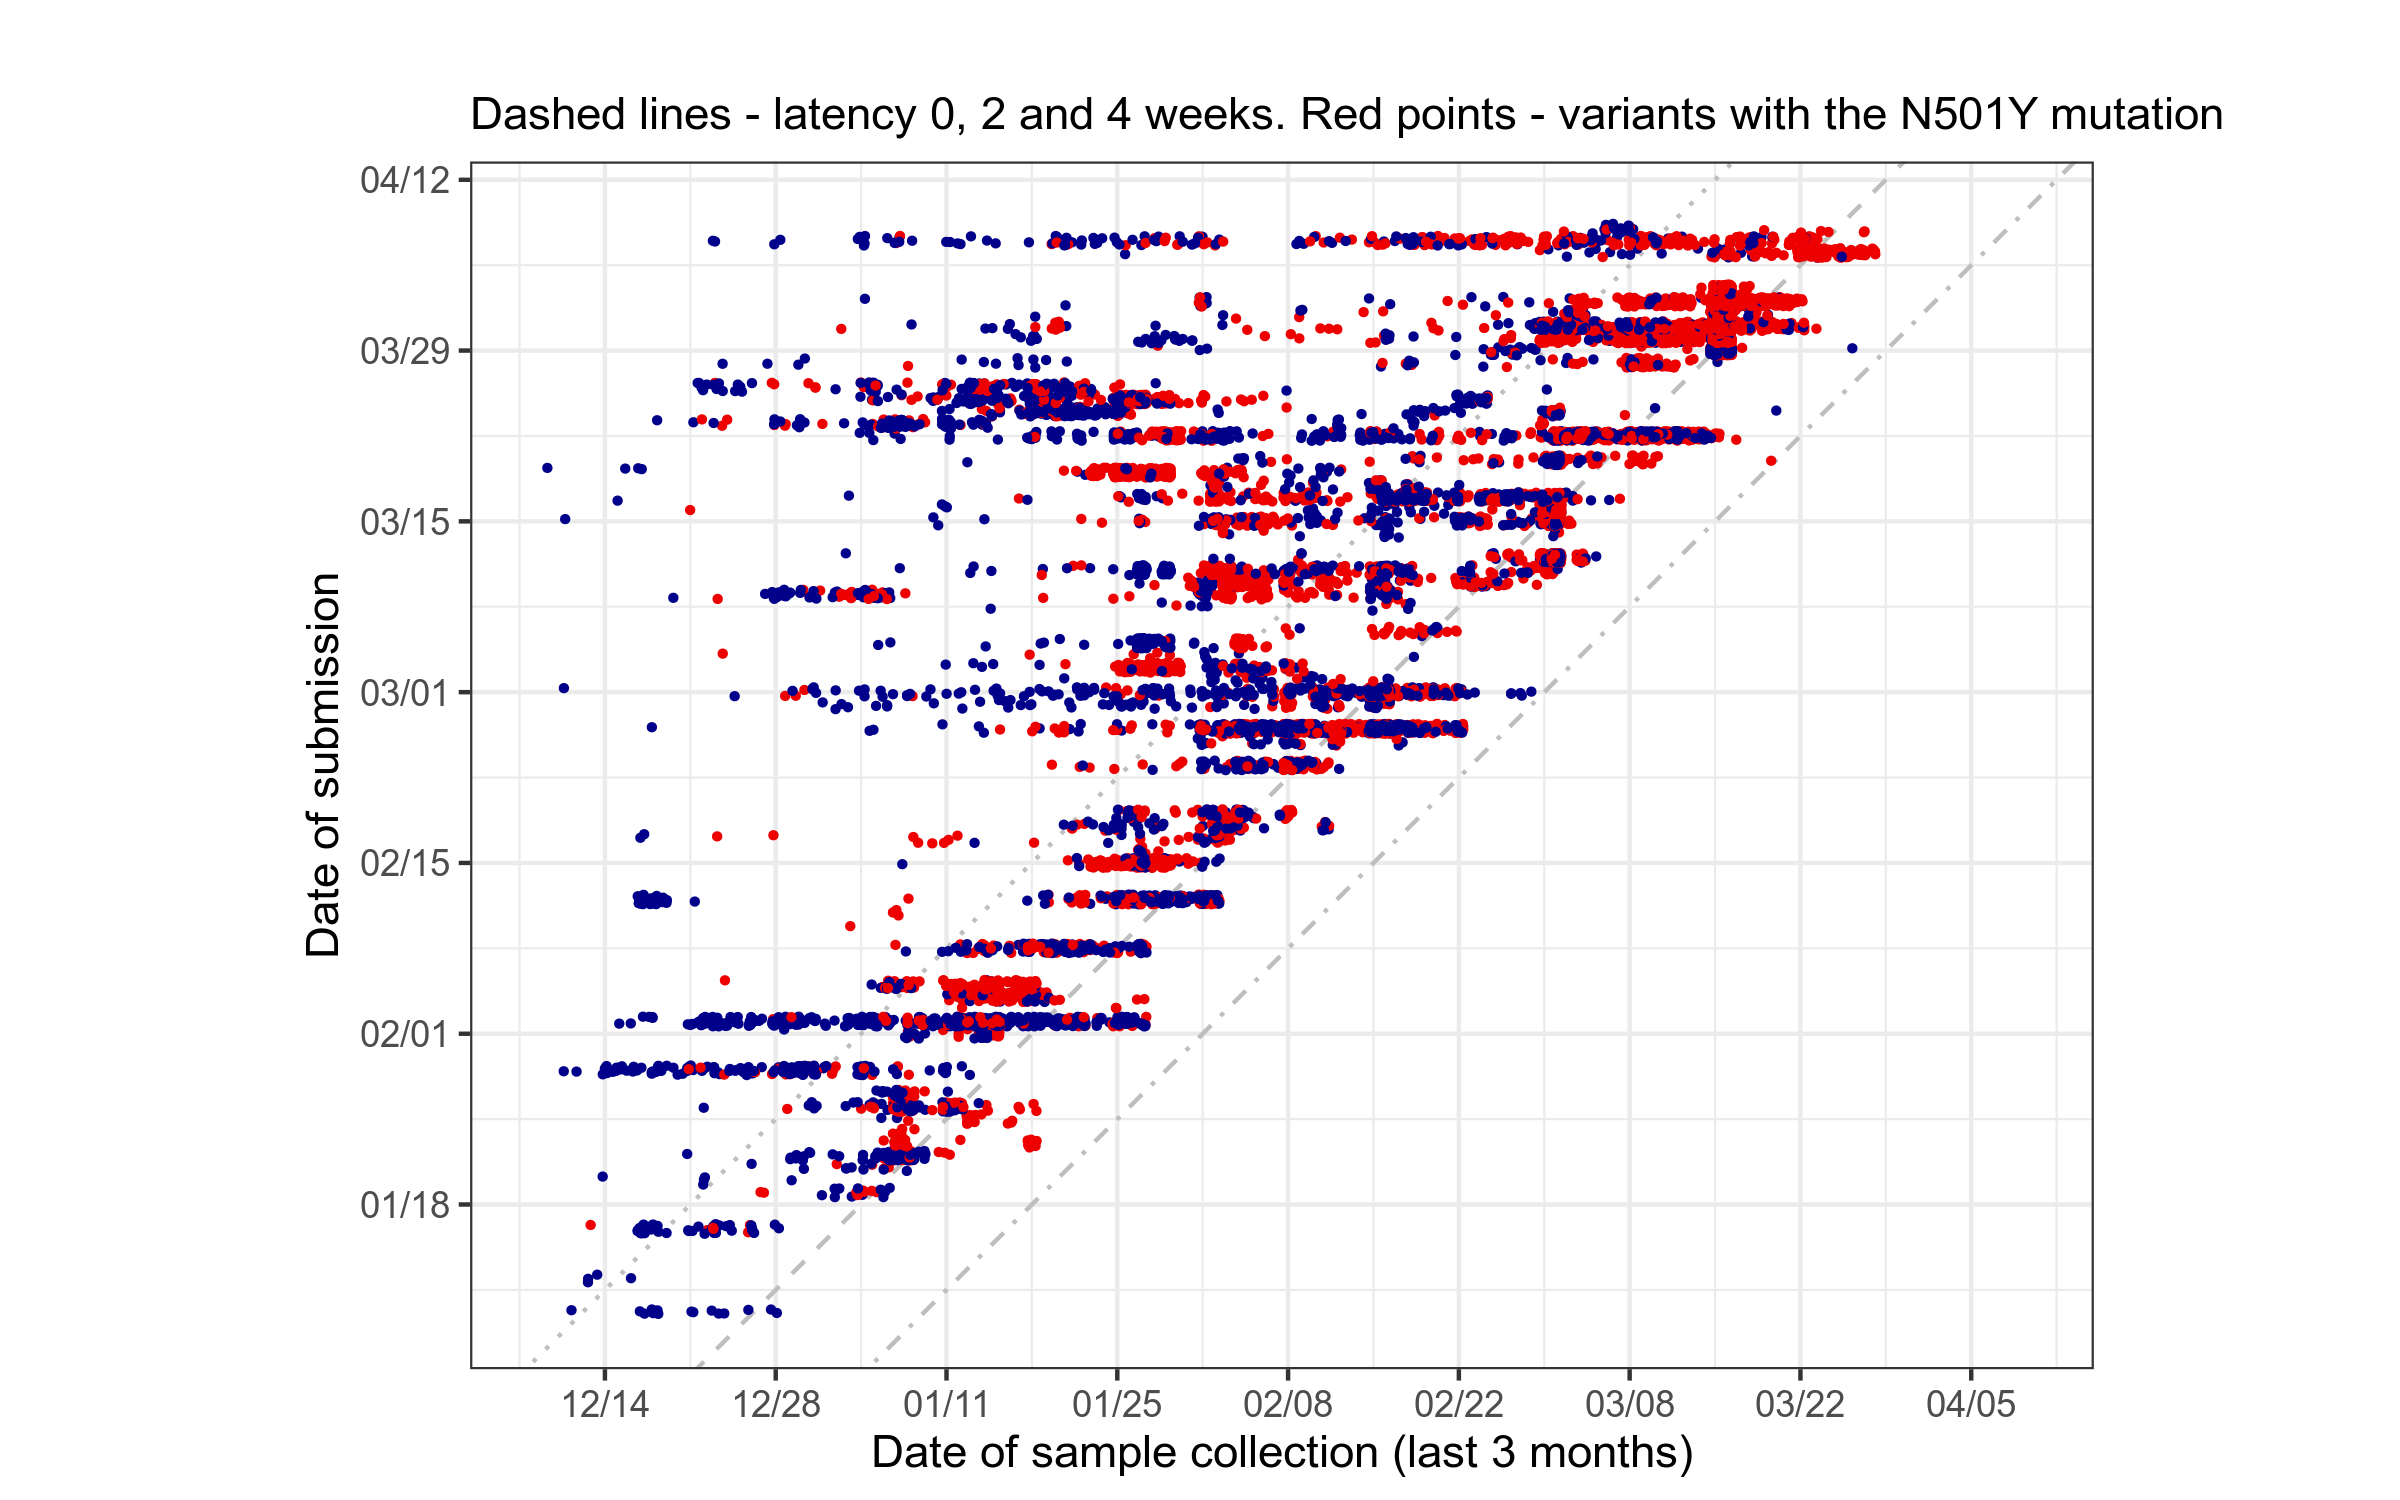 Dashed lines - latency 0, 2 and 4 weeks. Red points - variants with the N501Y mutation
04/12
03/29
03/15
03/01
02/15
02/01
01/18
Date of submission
12/14 12/28 01/11 01/25 02/08 02/22 03/08 03/22 04/05
Date of sample collection (last 3 months)